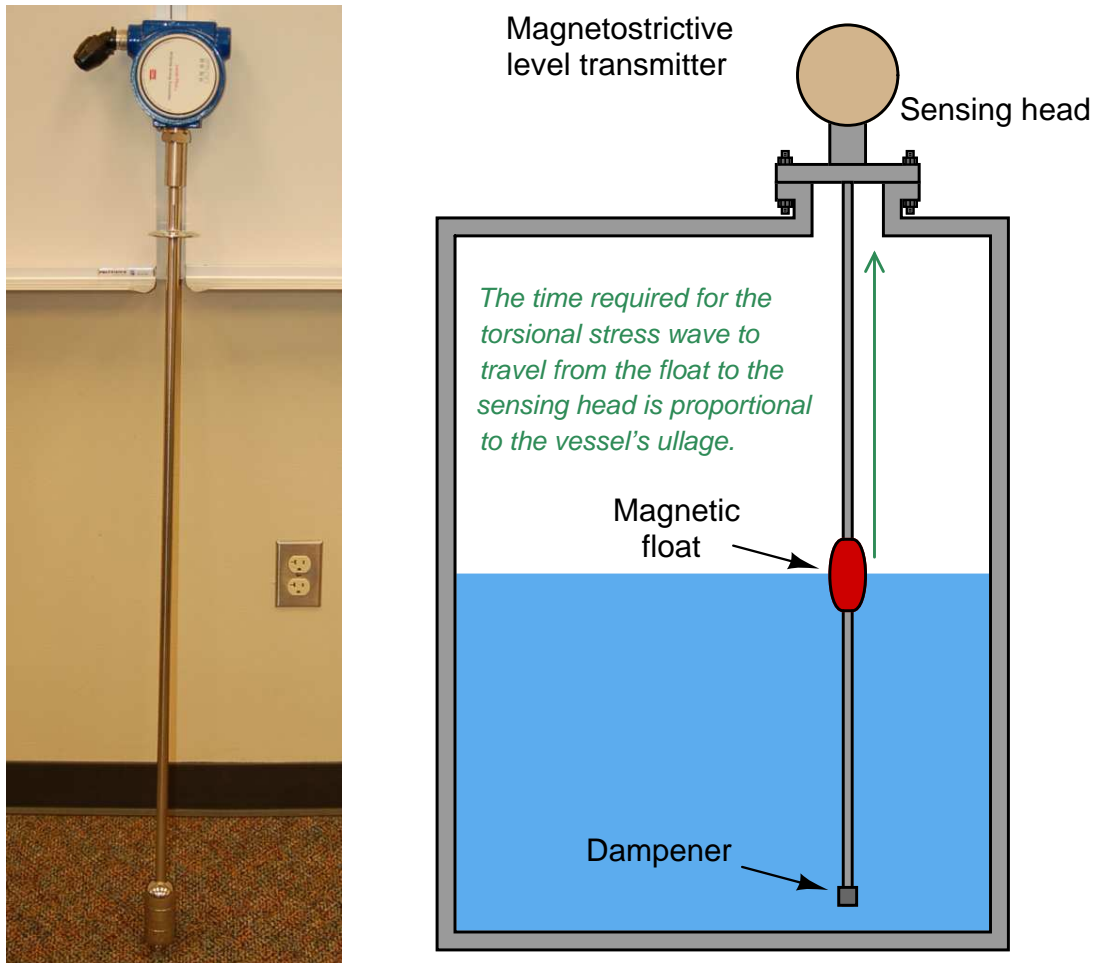 Magnetostrictive
level transmitter
Sensing head
The time required for the
torsional stress wave to
travel from the float to the
sensing head is proportional
to the vessel's ullage.
Magnetic
float
Dampener